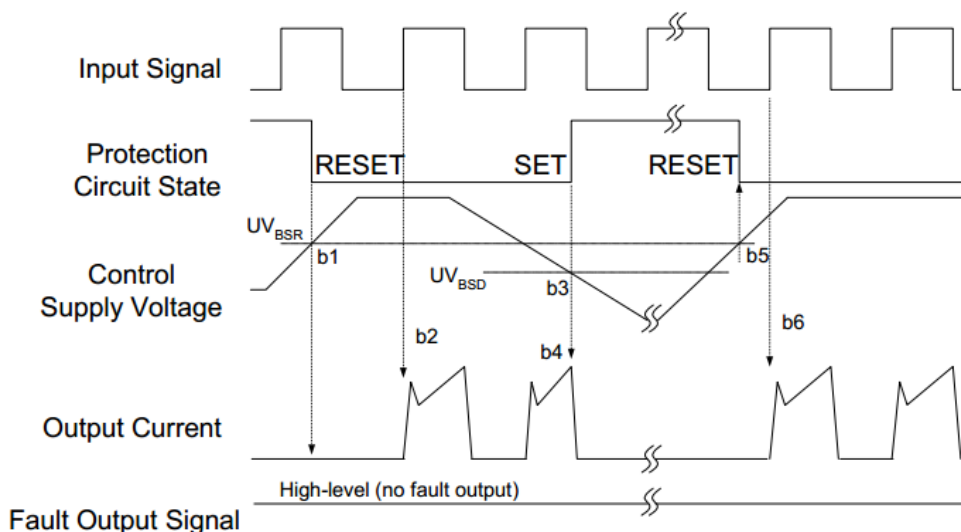 Input Signal
Protection
Circuit State
RESET
SET
RESET
UVBSR
b1
b5
Control
Supply Voltage
UVBSD
b3
b2
b4
b6
Output Current
High-level (no fault output)
Fault Output Signal